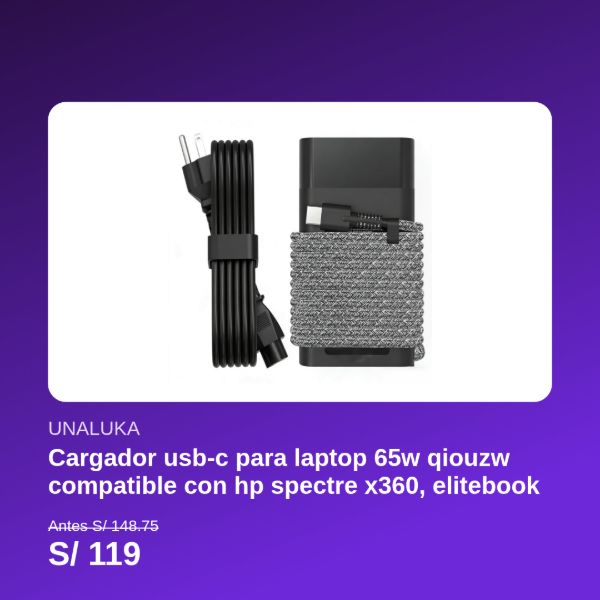 UNALUKA
Cargador usb-c para laptop 65w qiouzw
compatible con hp spectre x360, elitebook
Antes S/ 148.75
S/ 119